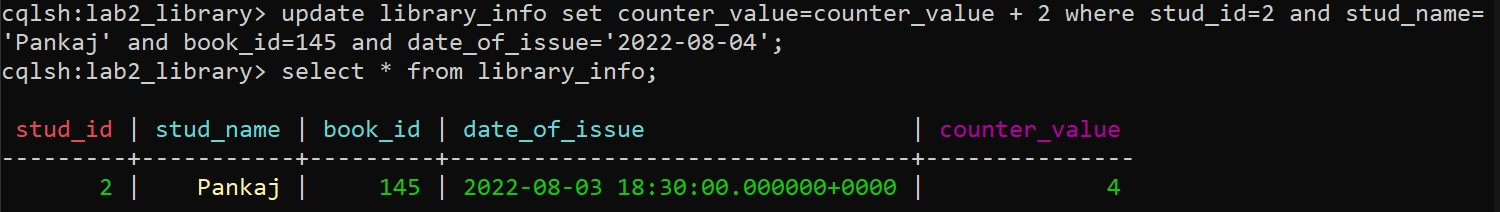 cqlsh:lab2_library> update library_info set counter_value=counter_value + 2 where stud_id=2 and stud_name=
'Pankaj' and book_id=145 and date_of_issue='2022-08-04';
cqlsh:lab2_library> select * from library_info;
 stud_id | stud_name | book_id | date_of_issue                   | counter_value
---------+-----------+---------+---------------------------------+---------------
       2 |    Pankaj |     145 | 2022-08-03 18:30:00.000000+0000 |             4